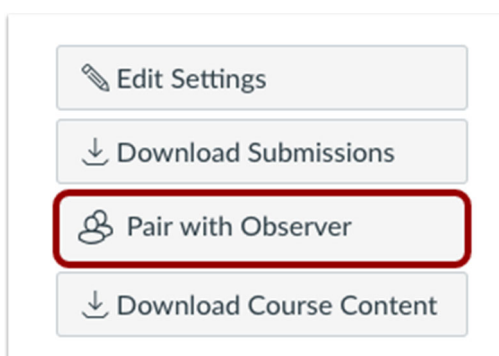 Edit Settings
Download Submissions
Pair with Observer
Download Course Content